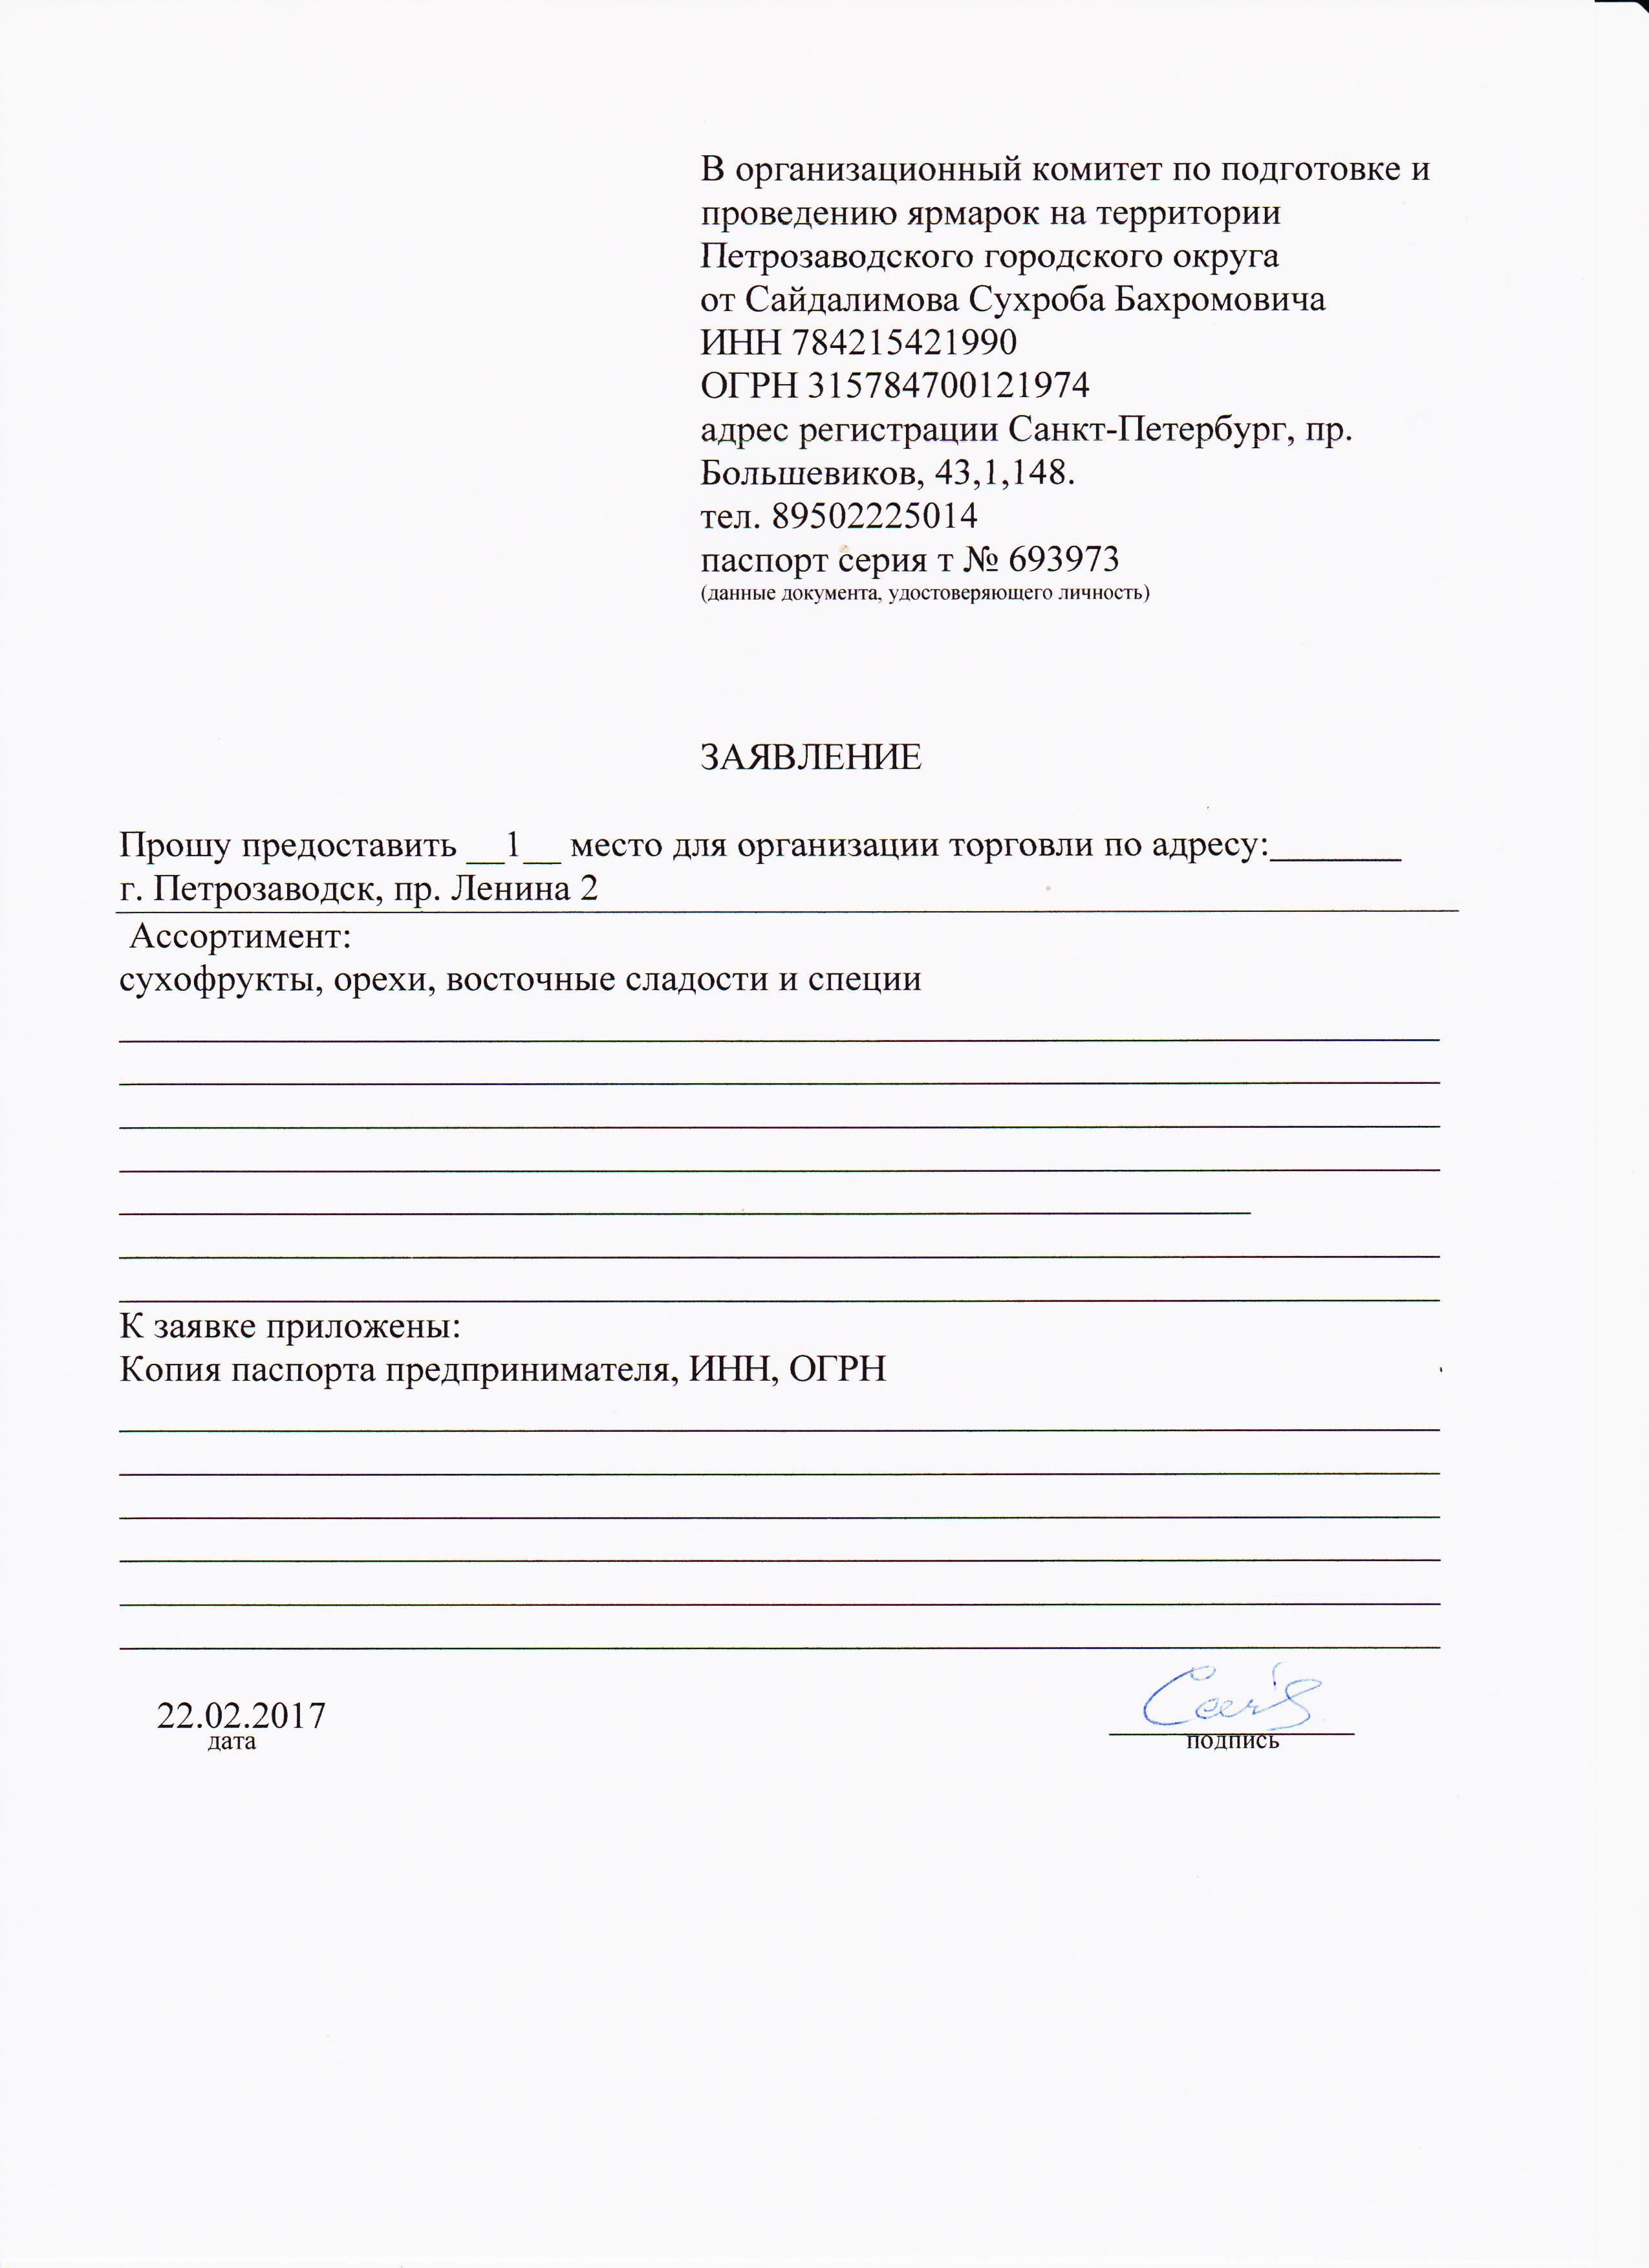 В организационный комитет по подготовке и
проведению ярмарок на территории
Петрозаводского городского округа
от Сайдалимова Сухроба Бахромовича
ИНН 784215421990
ОГРН 315784700121974
адрес регистрации Санкт-Петербург, пр.
Большевиков, 43,1,148.
тел. 89502225014
паспорт серия т № 693973
(данные документа, удостоверяющего личность)
ЗАЯВЛЕНИЕ
Прошу предоставить __1__ место для организации торговли по адресу:_______
г. Петрозаводск, пр. Ленина 2
Ассортимент:
сухофрукты, орехи, восточные сладости и специи
К заявке приложены:
Копия паспорта предпринимателя, ИНН, ОГРН
22.02.2017
дата
подпись